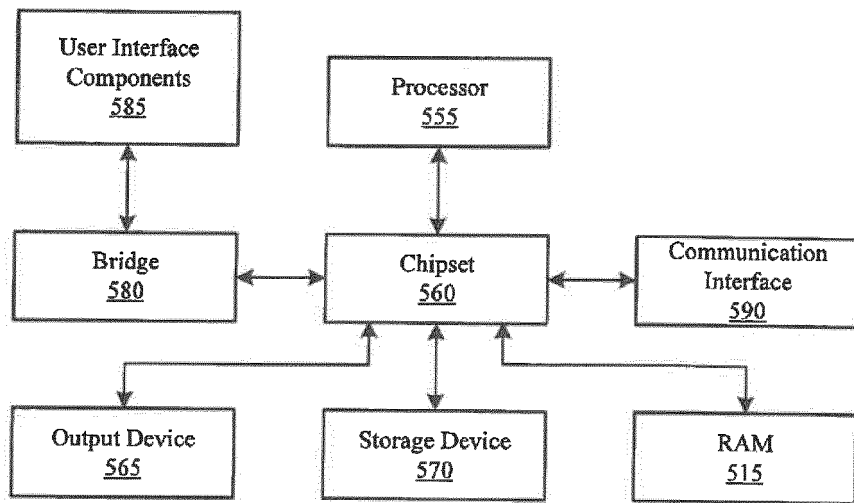 User Interface
Components
585
Processor
555
Bridge
580
Chipset
560
Communication
Interface
590
Output Device
565
Storage Device
570
RAM
515